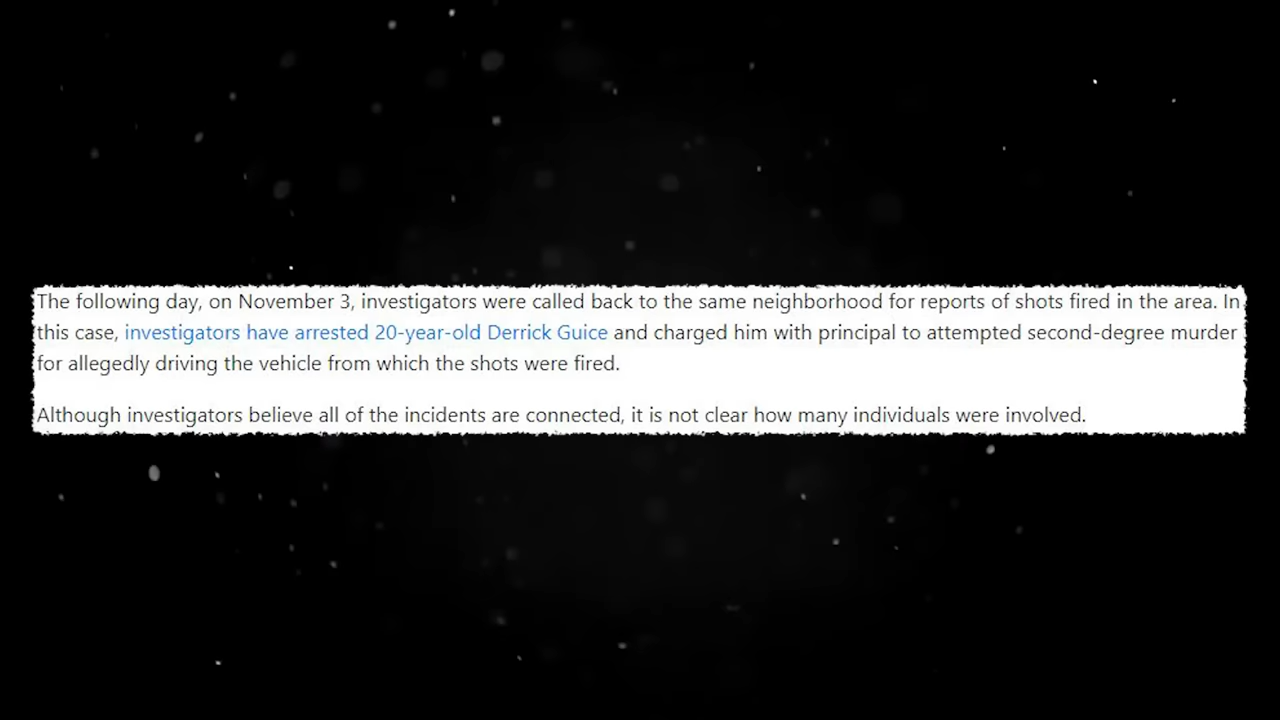 The following day, on November 3, investigators were called back to the same neighborhood for reports of shots fired in the area. In
this case, investigators have arrested 20-year-old Derrick Guice and charged him with principal to attempted second-degree murder
for allegedly driving the vehicle from which the shots were fired.
Although investigators believe all of the incidents are connected, it is not clear how many individuals were involved.